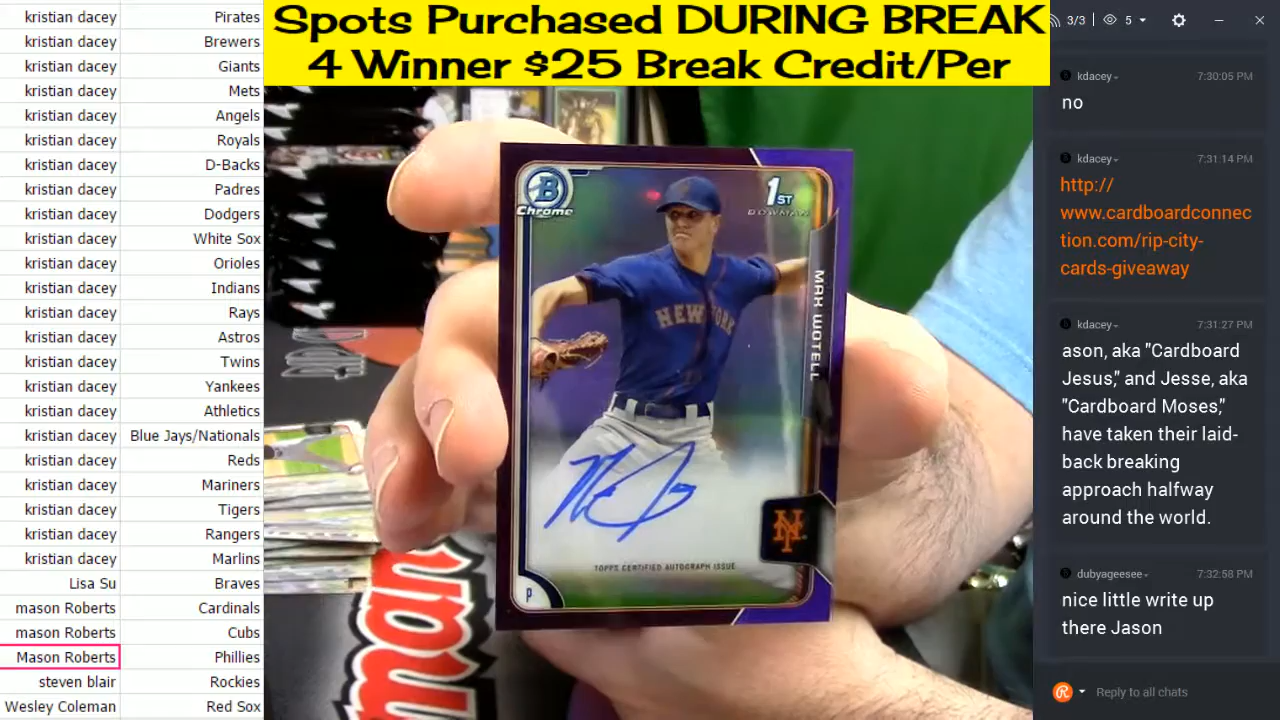 kristian dacey Pirates
kristian dacey Brewers
kristian dacey Giants
kristian dacey Mets
kristian dacey Angels
kristian dacey Royals
kristian dacey D-Backs
kristian dacey Padres
kristian dacey Dodgers
kristian dacey White Sox
kristian dacey Orioles
kristian dacey Indians
kristian dacey Rays
kristian dacey Astros
kristian dacey Twins
kristian dacey Yankees
kristian dacey Athletics
kristian dacey Blue Jays/Nationals
kristian dacey Reds
kristian dacey Mariners
kristian dacey Tigers
kristian dacey Rangers
kristian dacey Marlins
Lisa Su Braves
mason Roberts Cardinals
mason Roberts Cubs
Mason Roberts Phillies
steven blair Rockies
Wesley Coleman Red Sox
Spots Purchased DURING BREAK
4 Winner $25 Break Credit/Per
B
Chrome
1ST
BOWMAN
MAX WOTELL
NEW YORK
NY
TOPPS CERTIFIED AUTOGRAPH ISSUE
P
3/3 | 5
kdacey 7:30:05 PM
no
kdacey 7:31:14 PM
http://
www.cardboardconnec
tion.com/rip-city-
cards-giveaway
kdacey 7:31:27 PM
ason, aka "Cardboard
Jesus," and Jesse, aka
"Cardboard Moses,"
have taken their laid-
back breaking
approach halfway
around the world.
dubyageesee 7:32:58 PM
nice little write up
there Jason
Reply to all chats